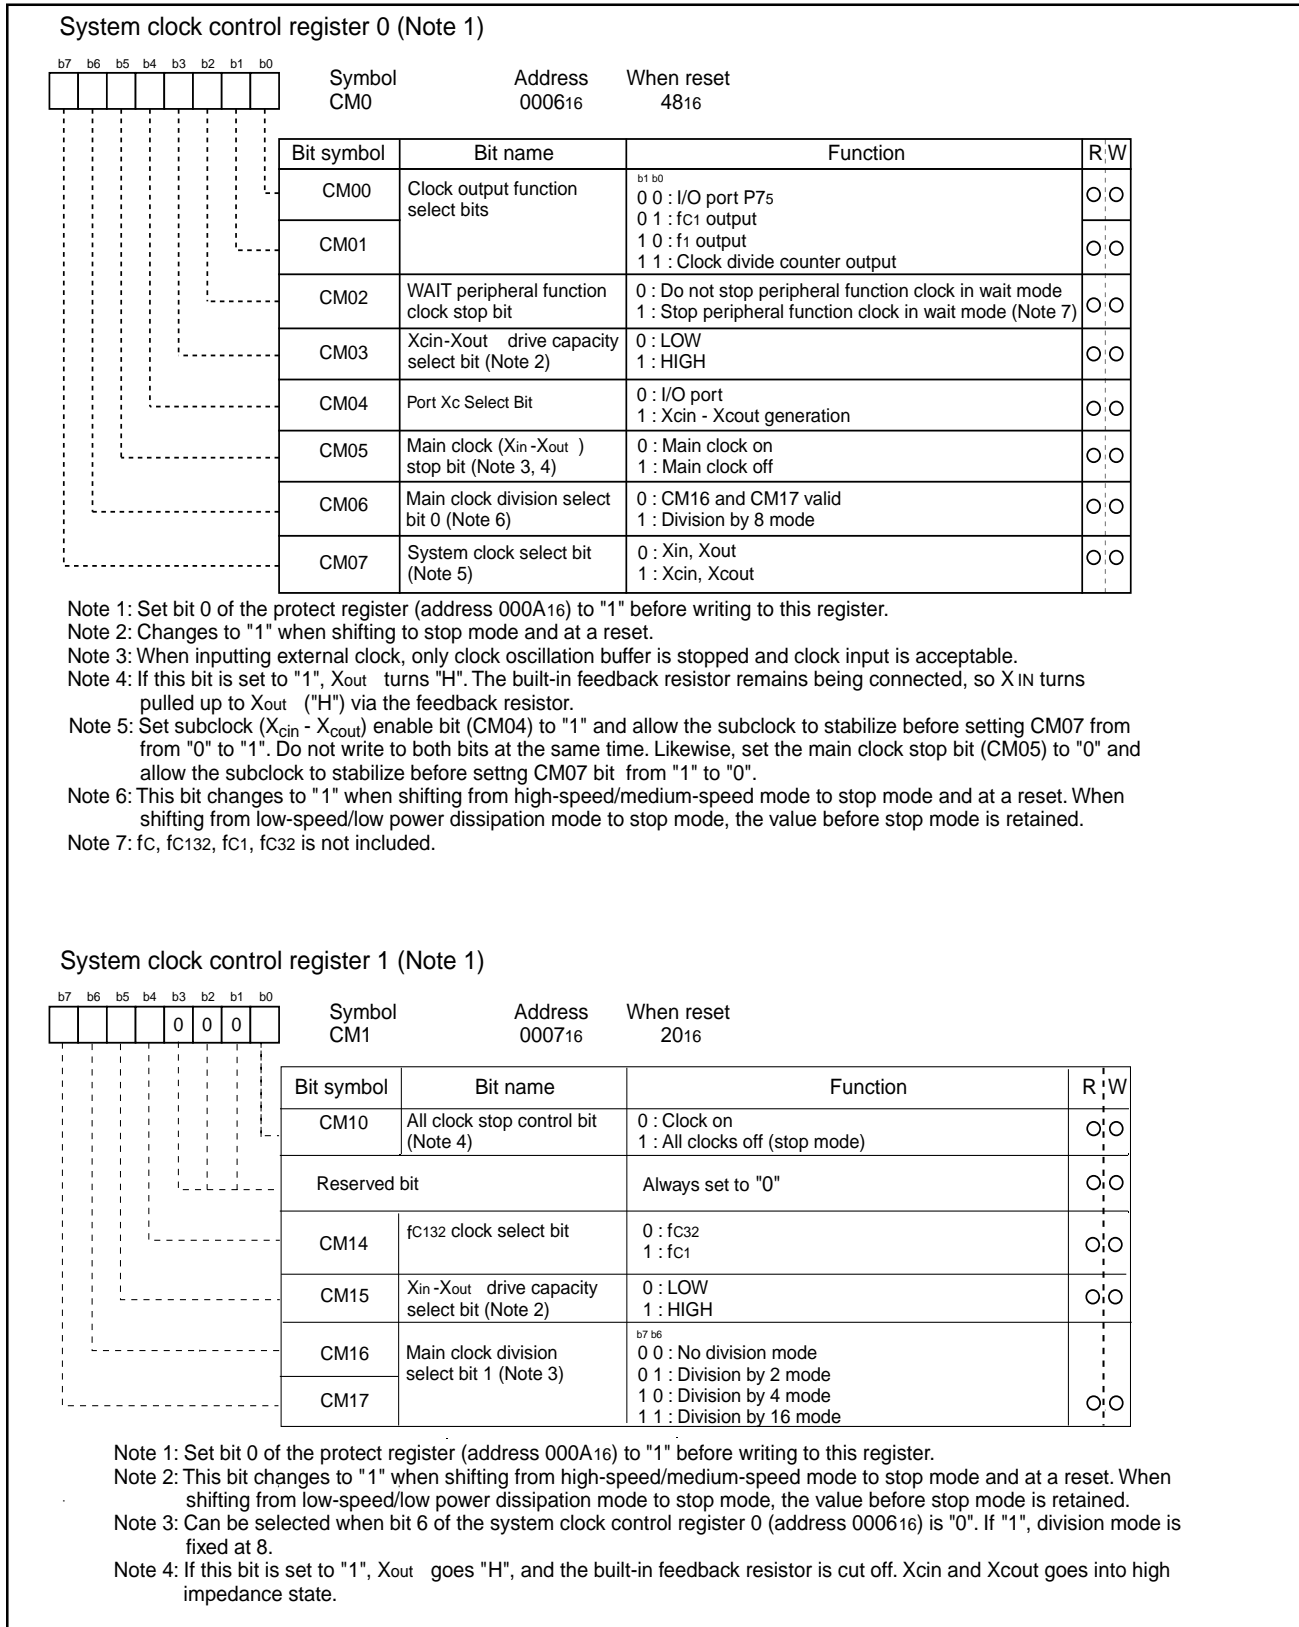 System clock control register 0 (Note 1)
b7 b6 b5 b4 b3 b2 b1 b0
Symbol Address When reset
CM0 000616 4816
Bit symbol Bit name Function R W
CM00 Clock output function select bits
b1 b0
0 0 : I/O port P75
0 1 : fC1 output
CM01
1 0 : f1 output
1 1 : Clock divide counter output
CM02 WAIT peripheral function clock stop bit
0 : Do not stop peripheral function clock in wait mode
1 : Stop peripheral function clock in wait mode (Note 7)
CM03 Xcin-Xout drive capacity select bit (Note 2)
0 : LOW
1 : HIGH
CM04 Port Xc Select Bit
0 : I/O port
1 : Xcin - Xcout generation
CM05 Main clock (Xin -Xout ) stop bit (Note 3, 4)
0 : Main clock on
1 : Main clock off
CM06 Main clock division select bit 0 (Note 6)
0 : CM16 and CM17 valid
1 : Division by 8 mode
CM07 System clock select bit (Note 5)
0 : Xin, Xout
1 : Xcin, Xcout
Note 1: Set bit 0 of the protect register (address 000A16) to "1" before writing to this register.
Note 2: Changes to "1" when shifting to stop mode and at a reset.
Note 3: When inputting external clock, only clock oscillation buffer is stopped and clock input is acceptable.
Note 4: If this bit is set to "1", Xout turns "H". The built-in feedback resistor remains being connected, so X IN turns
pulled up to Xout ("H") via the feedback resistor.
Note 5: Set subclock (Xcin - Xcout) enable bit (CM04) to "1" and allow the subclock to stabilize before setting CM07 from
from "0" to "1". Do not write to both bits at the same time. Likewise, set the main clock stop bit (CM05) to "0" and
allow the subclock to stabilize before settng CM07 bit from "1" to "0".
Note 6: This bit changes to "1" when shifting from high-speed/medium-speed mode to stop mode and at a reset. When
shifting from low-speed/low power dissipation mode to stop mode, the value before stop mode is retained.
Note 7: fC, fC132, fC1, fC32 is not included.
System clock control register 1 (Note 1)
b7 b6 b5 b4 b3 b2 b1 b0
0 0 0
Symbol Address When reset
CM1 000716 2016
Bit symbol Bit name Function R W
CM10 All clock stop control bit (Note 4)
0 : Clock on
1 : All clocks off (stop mode)
Reserved bit Always set to "0"
CM14 fC132 clock select bit
0 : fC32
1 : fC1
CM15 Xin -Xout drive capacity select bit (Note 2)
0 : LOW
1 : HIGH
CM16 Main clock division select bit 1 (Note 3)
b7 b6
0 0 : No division mode
0 1 : Division by 2 mode
CM17
1 0 : Division by 4 mode
1 1 : Division by 16 mode
Note 1: Set bit 0 of the protect register (address 000A16) to "1" before writing to this register.
Note 2: This bit changes to "1" when shifting from high-speed/medium-speed mode to stop mode and at a reset. When
shifting from low-speed/low power dissipation mode to stop mode, the value before stop mode is retained.
Note 3: Can be selected when bit 6 of the system clock control register 0 (address 000616) is "0". If "1", division mode is
fixed at 8.
Note 4: If this bit is set to "1", Xout goes "H", and the built-in feedback resistor is cut off. Xcin and Xcout goes into high
impedance state.